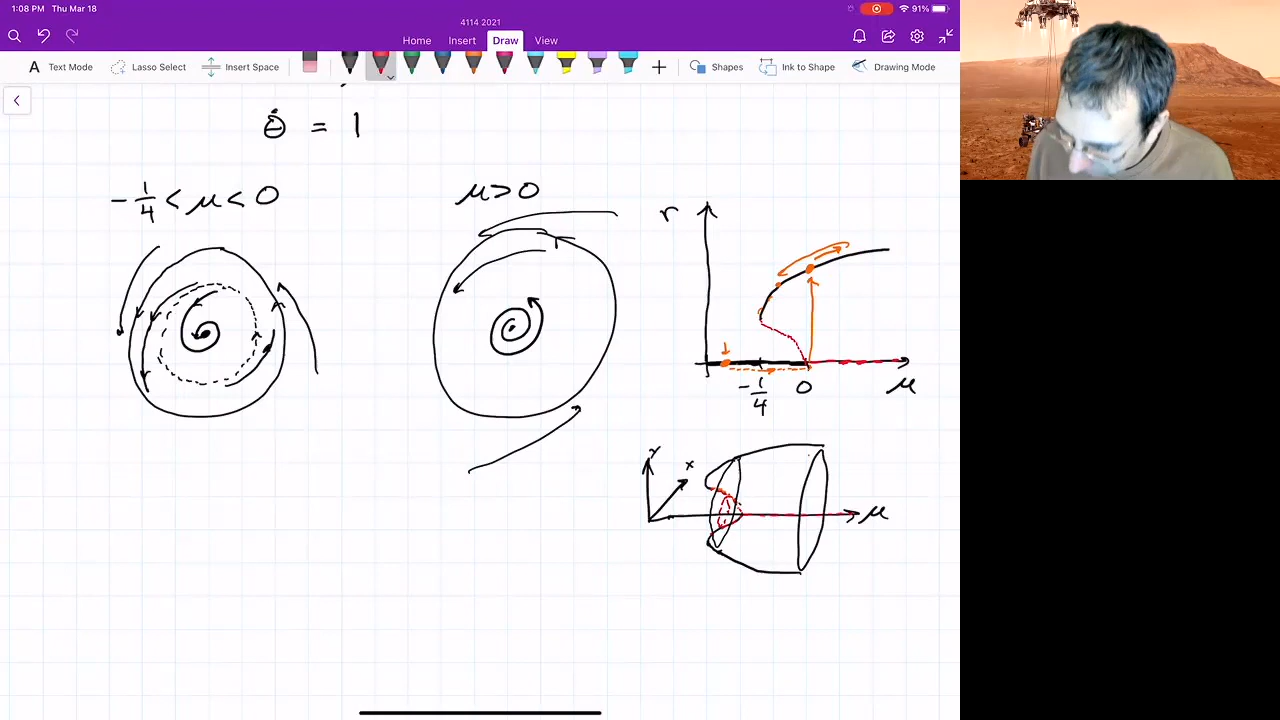 1:08 PM Thu Mar 18
91%
4114 2021
Home Insert Draw View
Text Mode Lasso Select Insert Space Shapes Ink to Shape Drawing Mode
θ̇ = 1
-1/4 < μ < 0
μ > 0
r
-1/4 0 μ
y x
μ